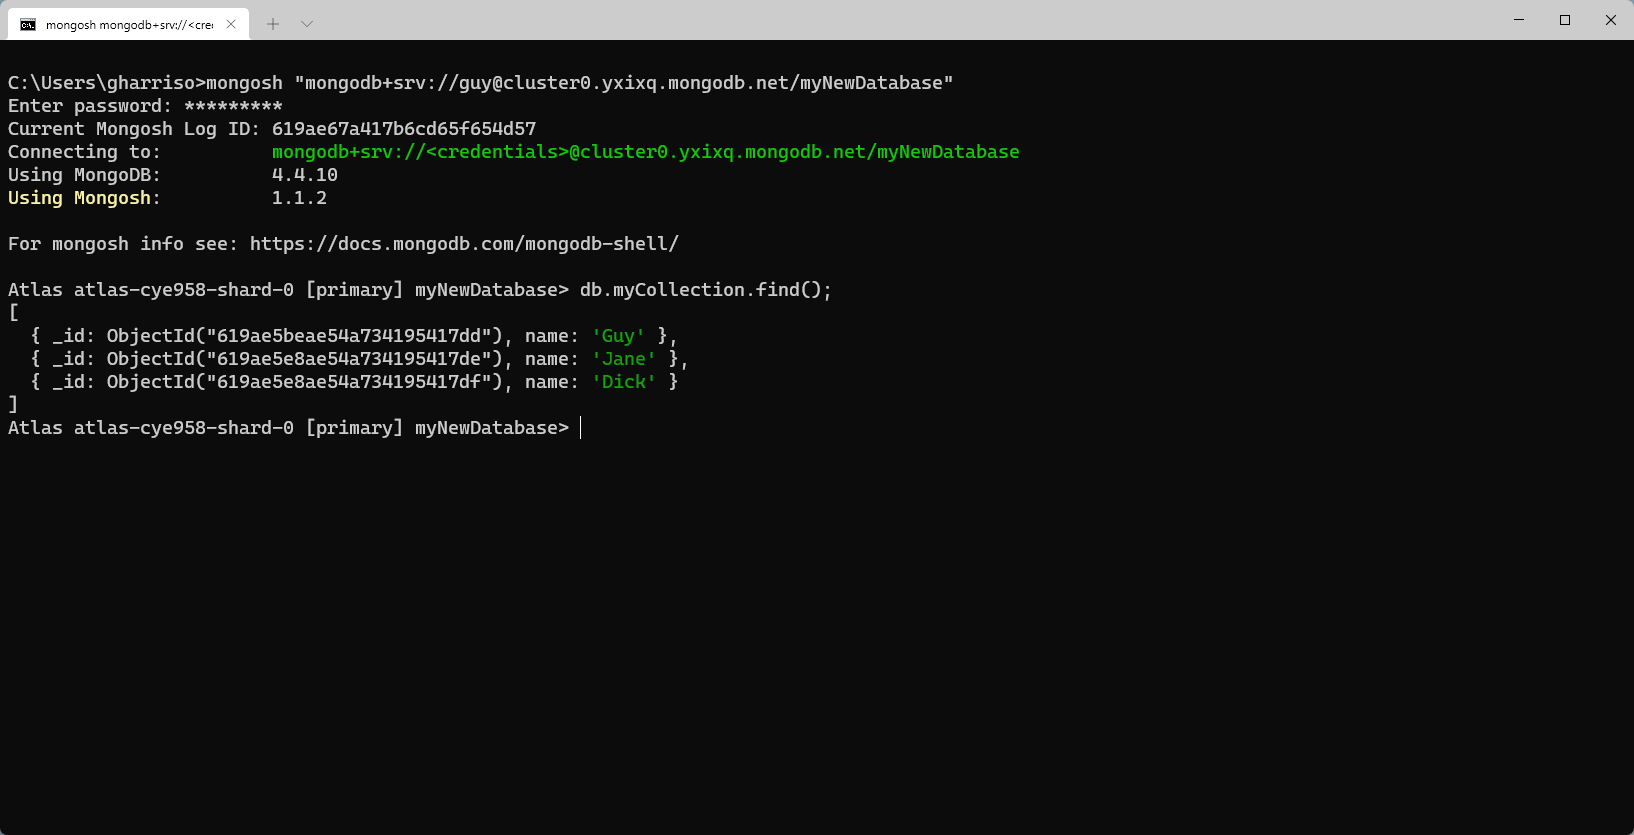 mongosh mongodb+srv://<cre
C:\Users\gharriso>mongosh "mongodb+srv://guy@cluster0.yxixq.mongodb.net/myNewDatabase"
Enter password: *********
Current Mongosh Log ID: 619ae67a417b6cd65f654d57
Connecting to:          mongodb+srv://<credentials>@cluster0.yxixq.mongodb.net/myNewDatabase
Using MongoDB:          4.4.10
Using Mongosh:          1.1.2
For mongosh info see: https://docs.mongodb.com/mongodb-shell/
Atlas atlas-cye958-shard-0 [primary] myNewDatabase> db.myCollection.find();
[
  { _id: ObjectId("619ae5beae54a734195417dd"), name: 'Guy' },
  { _id: ObjectId("619ae5e8ae54a734195417de"), name: 'Jane' },
  { _id: ObjectId("619ae5e8ae54a734195417df"), name: 'Dick' }
]
Atlas atlas-cye958-shard-0 [primary] myNewDatabase>